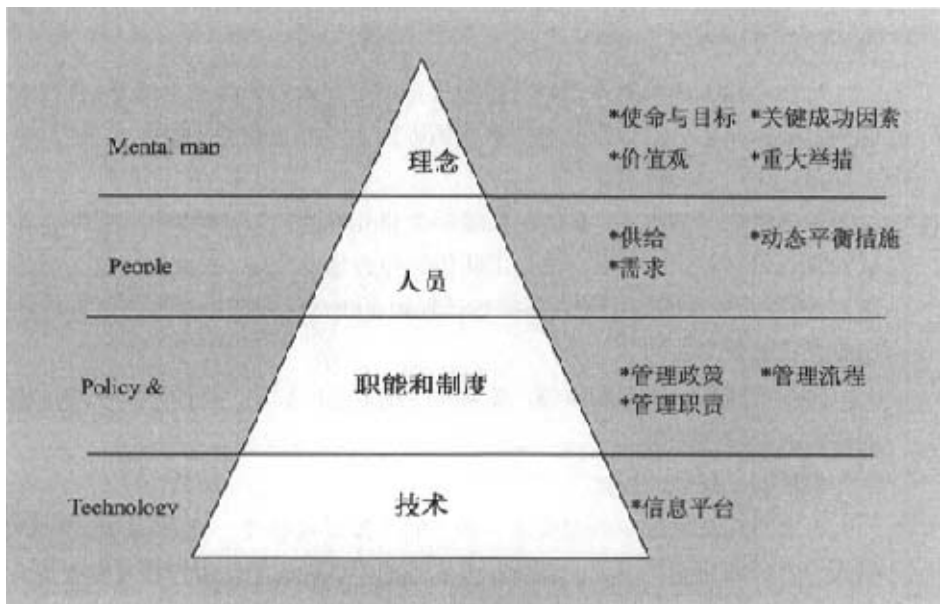 *使命与目标 *关键成功因素
Mental map
理念
*价值观 *重大举措
*供给 *动态平衡措施
People
*需求
人员
Policy &
职能和制度
*管理政策 *管理流程
*管理职责
Technology
技术
*信息平台